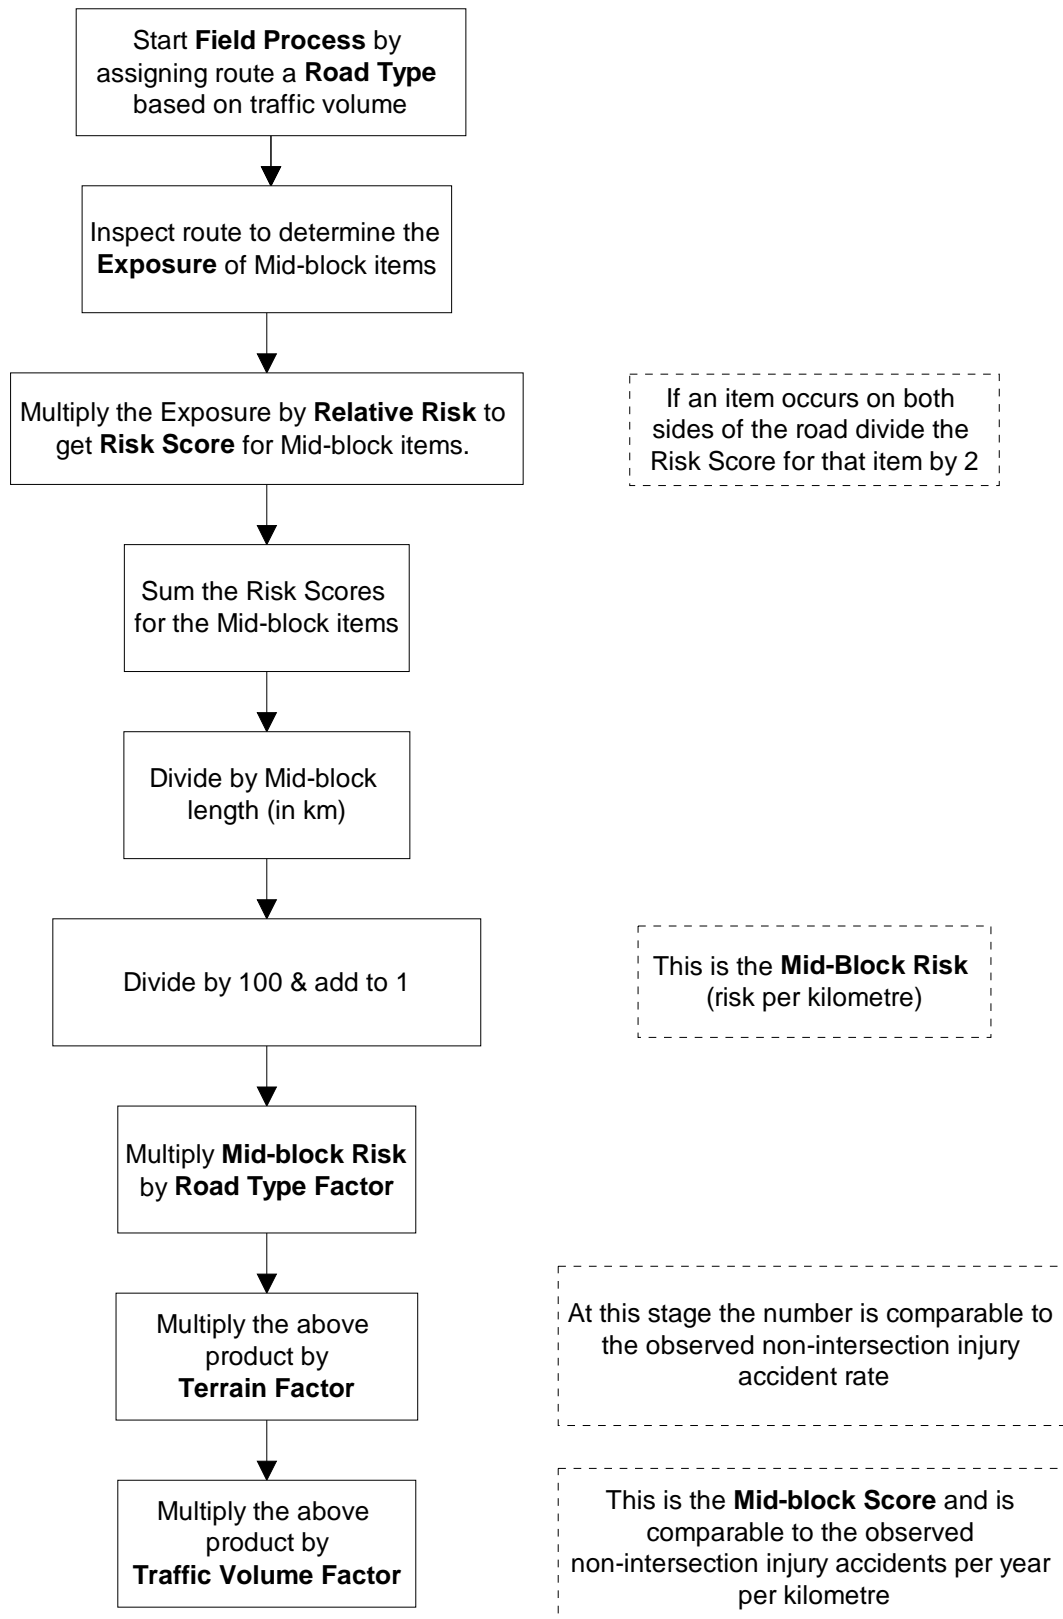 Start Field Process by
assigning route a Road Type
based on traffic volume
Inspect route to determine the
Exposure of Mid-block items
Multiply the Exposure by Relative Risk to
get Risk Score for Mid-block items.
If an item occurs on both
sides of the road divide the
Risk Score for that item by 2
Sum the Risk Scores
for the Mid-block items
Divide by Mid-block
length (in km)
Divide by 100 & add to 1
This is the Mid-Block Risk
(risk per kilometre)
Multiply Mid-block Risk
by Road Type Factor
Multiply the above
product by
Terrain Factor
At this stage the number is comparable to
the observed non-intersection injury
accident rate
Multiply the above
product by
Traffic Volume Factor
This is the Mid-block Score and is
comparable to the observed
non-intersection injury accidents per year
per kilometre